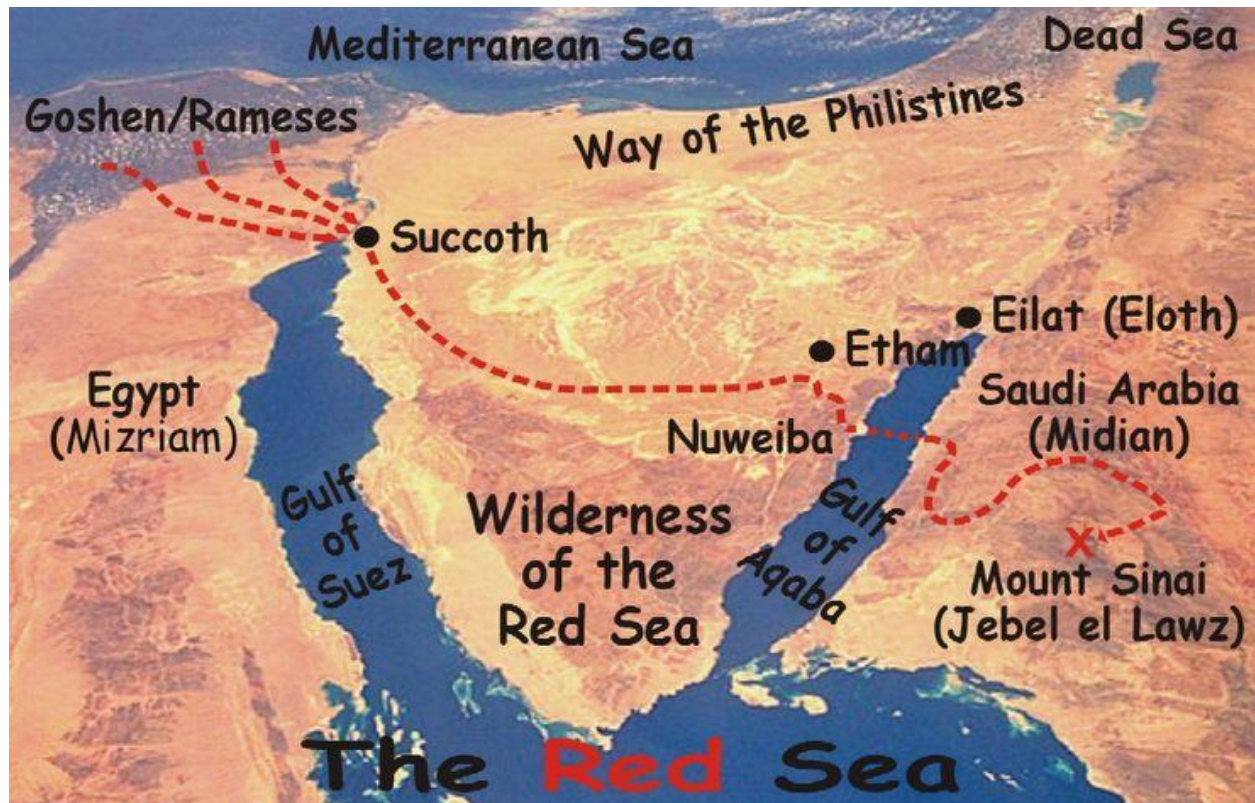 Mediterranean Sea
Dead Sea
Goshen/Rameses
Way of the Philistines
Succoth
Eilat (Eloth)
Etham
Egypt
(Mizriam)
Saudi Arabia
(Midian)
Nuweiba
Gulf
of
Suez
Wilderness
of the
Red Sea
Gulf
of
Aqaba
X
Mount Sinai
(Jebel el Lawz)
The Red Sea